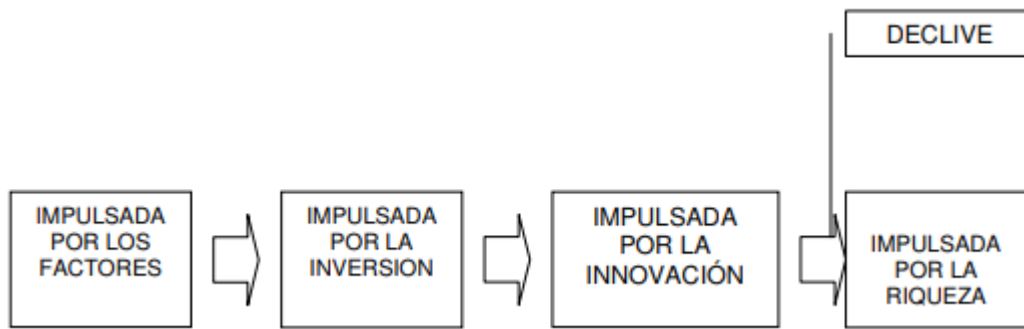 DECLIVE
IMPULSADA
POR LOS
FACTORES
IMPULSADA
POR LA
INVERSION
IMPULSADA
POR LA
INNOVACIÓN
IMPULSADA
POR LA
RIQUEZA